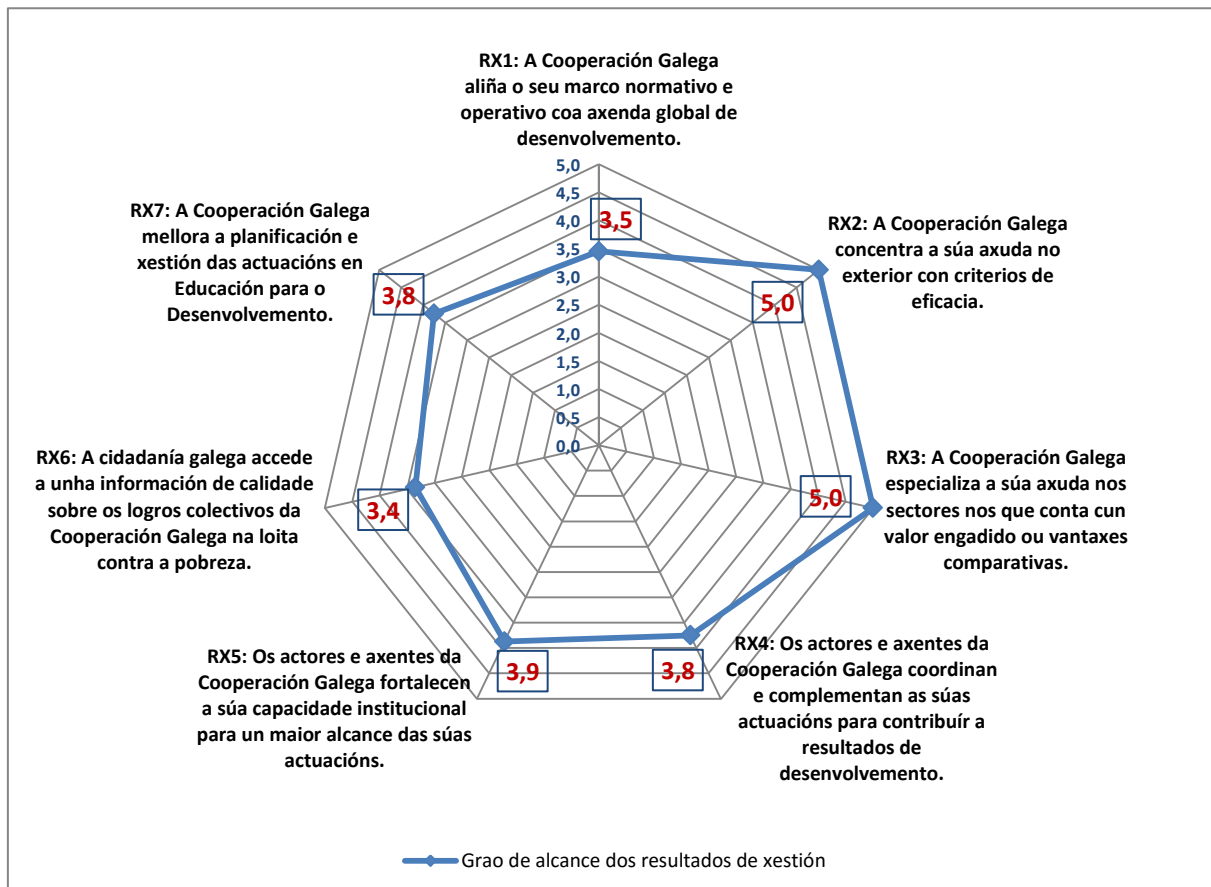 RX1: A Cooperación Galega
aliña o seu marco normativo e
operativo coa axenda global de
desenvolvemento.
5,0
4,5
4,0
3,5
3,0
2,5
2,0
1,5
1,0
0,5
0,0
3,5
RX2: A Cooperación Galega
concentra a súa axuda no
exterior con criterios de
eficacia.
5,0
RX3: A Cooperación Galega
especializa a súa axuda nos
sectores nos que conta cun
valor engadido ou vantaxes
comparativas.
5,0
RX4: Os actores e axentes da
Cooperación Galega coordinan
e complementan as súas
actuacións para contribuír a
resultados de
desenvolvemento.
3,8
RX5: Os actores e axentes da
Cooperación Galega fortalecen
a súa capacidade institucional
para un maior alcance das súas
actuacións.
3,9
RX6: A cidadanía galega accede
a unha información de calidade
sobre os logros colectivos da
Cooperación Galega na loita
contra a pobreza.
3,4
RX7: A Cooperación Galega
mellora a planificación e
xestión das actuacións en
Educación para o
Desenvolvemento.
3,8
Grao de alcance dos resultados de xestión